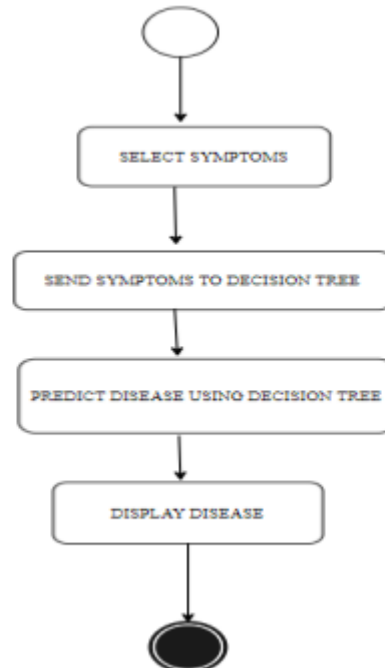 SELECT SYMPTOMS
SEND SYMPTOMS TO DECISION TREE
PREDICT DISEASE USING DECISION TREE
DISPLAY DISEASE